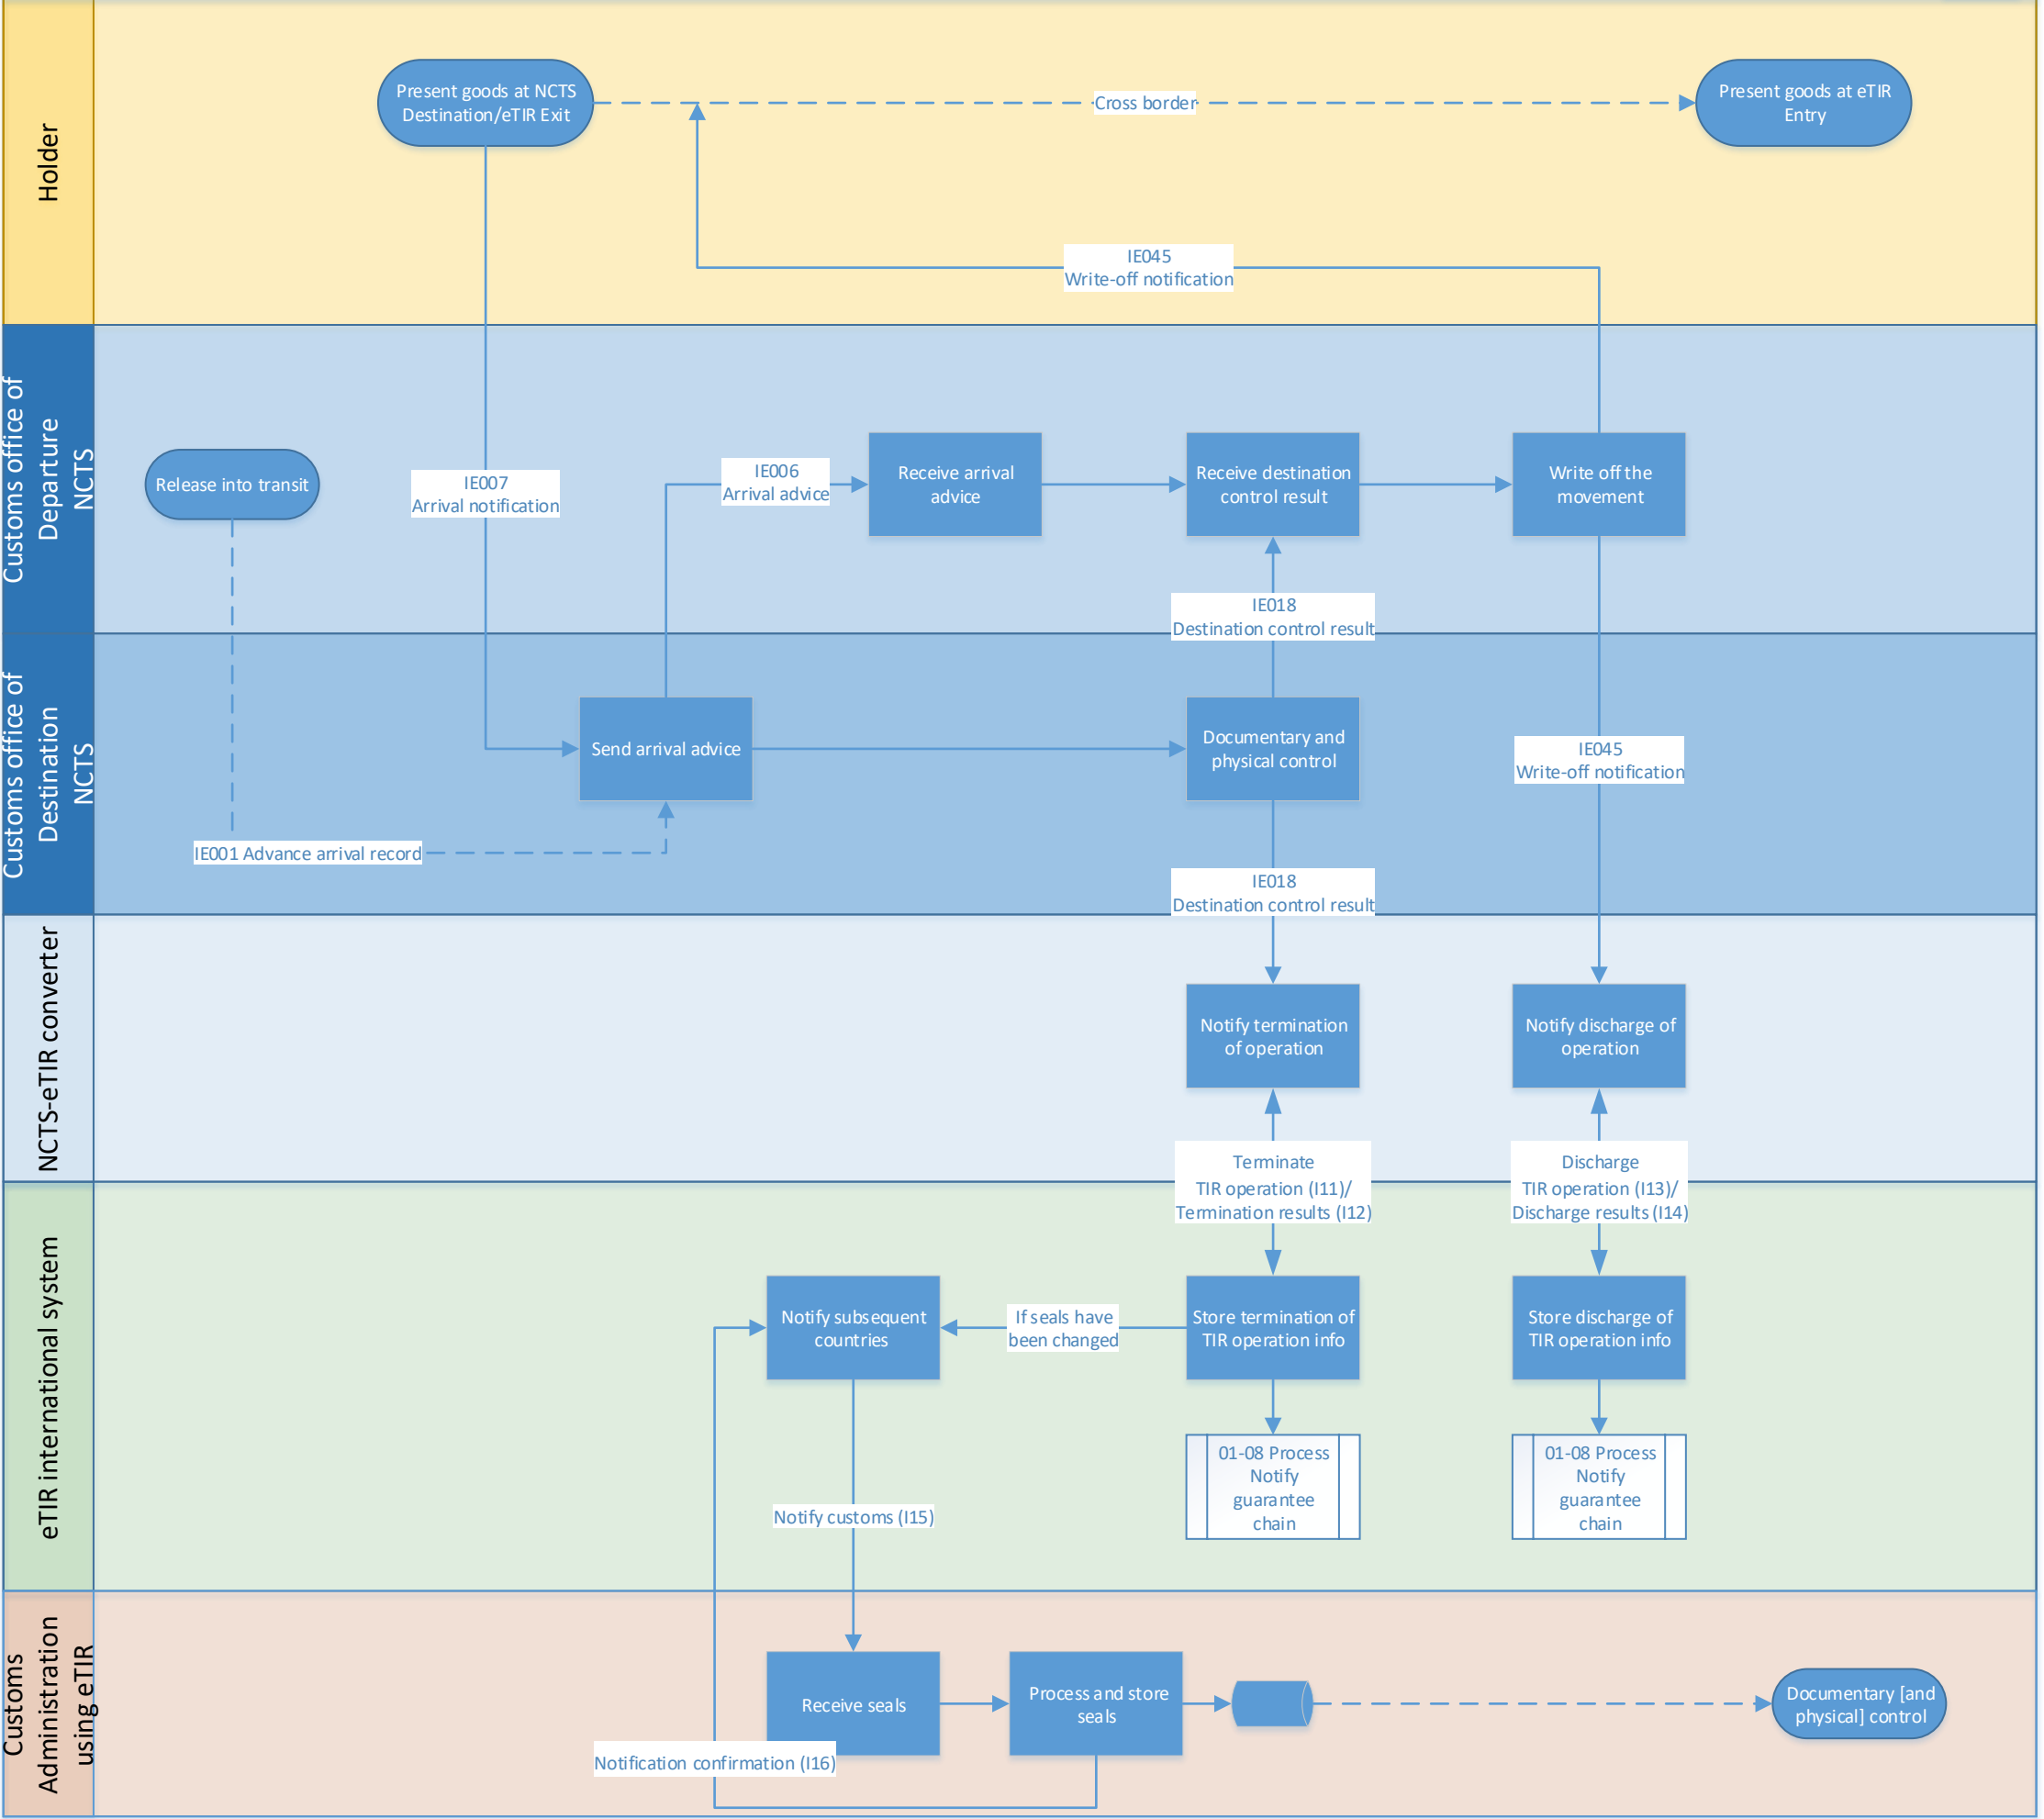 Holder
Present goods at NCTS
Destination/eTIR Exit
Cross border
Present goods at eTIR
Entry
IE045
Write-off notification
Customs office of
Departure
NCTS
Release into transit
IE007
Arrival notification
IE006
Arrival advice
Receive arrival
advice
Receive destination
control result
Write off the
movement
IE018
Destination control result
Customs office of
Destination
NCTS
Send arrival advice
Documentary and
physical control
IE045
Write-off notification
IE001 Advance arrival record
IE018
Destination control result
NCTS-eTIR converter
Notify termination
of operation
Notify discharge of
operation
Terminate
TIR operation (I11)/
Termination results (I12)
Discharge
TIR operation (I13)/
Discharge results (I14)
eTIR international system
Notify subsequent
countries
If seals have
been changed
Store termination of
TIR operation info
Store discharge of
TIR operation info
01-08 Process
Notify
guarantee
chain
01-08 Process
Notify
guarantee
chain
Notify customs (I15)
Customs
Administration
using eTIR
Receive seals
Process and store
seals
Documentary [and
physical] control
Notification confirmation (I16)